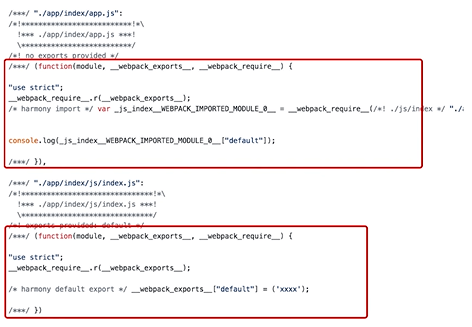 /***/ "./app/index/app.js":
/*!**************************!*\
!*** ./app/index/app.js ***!
\**************************/
/*! no exports provided */
/***/ (function(module, __webpack_exports__, __webpack_require__) {
"use strict";
__webpack_require__.r(__webpack_exports__);
/* harmony import */ var _js_index__WEBPACK_IMPORTED_MODULE_0__ = __webpack_require__(/*! ./js/index */ "./a
console.log(_js_index__WEBPACK_IMPORTED_MODULE_0__["default"]);
/***/ }),
/***/ "./app/index/js/index.js":
/*!*******************************!*\
!*** ./app/index/js/index.js ***!
\*******************************/
/*! exports provided: default */
/***/ (function(module, __webpack_exports__, __webpack_require__) {
"use strict";
__webpack_require__.r(__webpack_exports__);
/* harmony default export */ __webpack_exports__["default"] = ('xxxx');
/***/ })